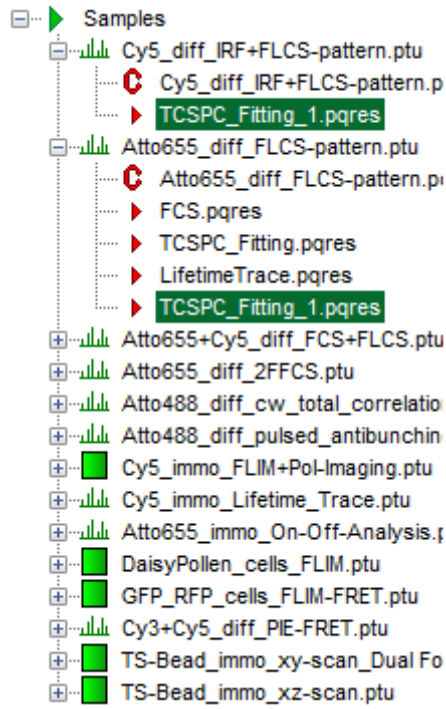 Samples
Cy5_diff_IRF+FLCS-pattern.ptu
Cy5_diff_IRF+FLCS-pattern.p
TCSPC_Fitting_1.pqres
Atto655_diff_FLCS-pattern.ptu
Atto655_diff_FLCS-pattern.p
FCS.pqres
TCSPC_Fitting.pqres
LifetimeTrace.pqres
TCSPC_Fitting_1.pqres
Atto655+Cy5_diff_FCS+FLCS.ptu
Atto655_diff_2FFCS.ptu
Atto488_diff_cw_total_correlatio
Atto488_diff_pulsed_antibunchin
Cy5_immo_FLIM+Pol-Imaging.ptu
Cy5_immo_Lifetime_Trace.ptu
Atto655_immo_On-Off-Analysis.p
DaisyPollen_cells_FLIM.ptu
GFP_RFP_cells_FLIM-FRET.ptu
Cy3+Cy5_diff_PIE-FRET.ptu
TS-Bead_immo_xy-scan_Dual Fo
TS-Bead_immo_xz-scan.ptu